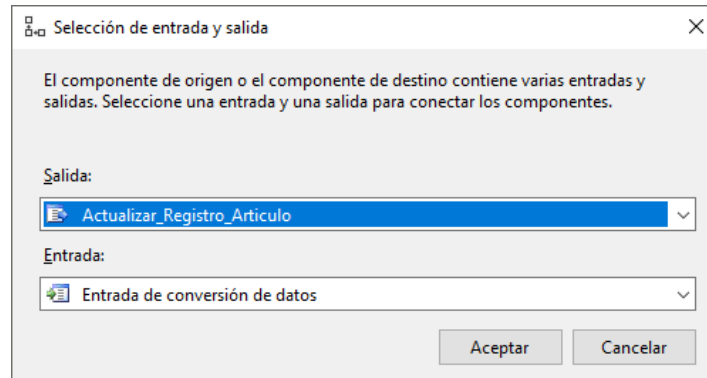 Selección de entrada y salida
El componente de origen o el componente de destino contiene varias entradas y
salidas. Seleccione una entrada y una salida para conectar los componentes.
Salida:
Actualizar_Registro_Articulo
Entrada:
Entrada de conversión de datos
Aceptar Cancelar